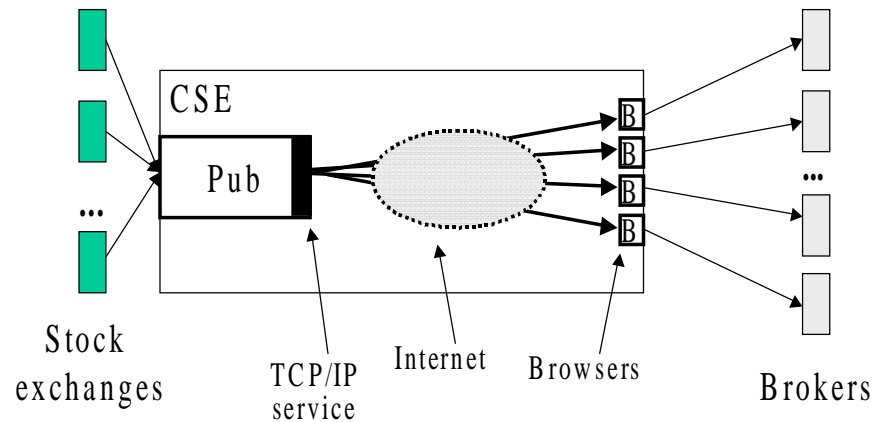 CSE
Pub
B
B
B
B
...
...
Stock
exchanges
TCP/IP
service
Internet
Browsers
Brokers